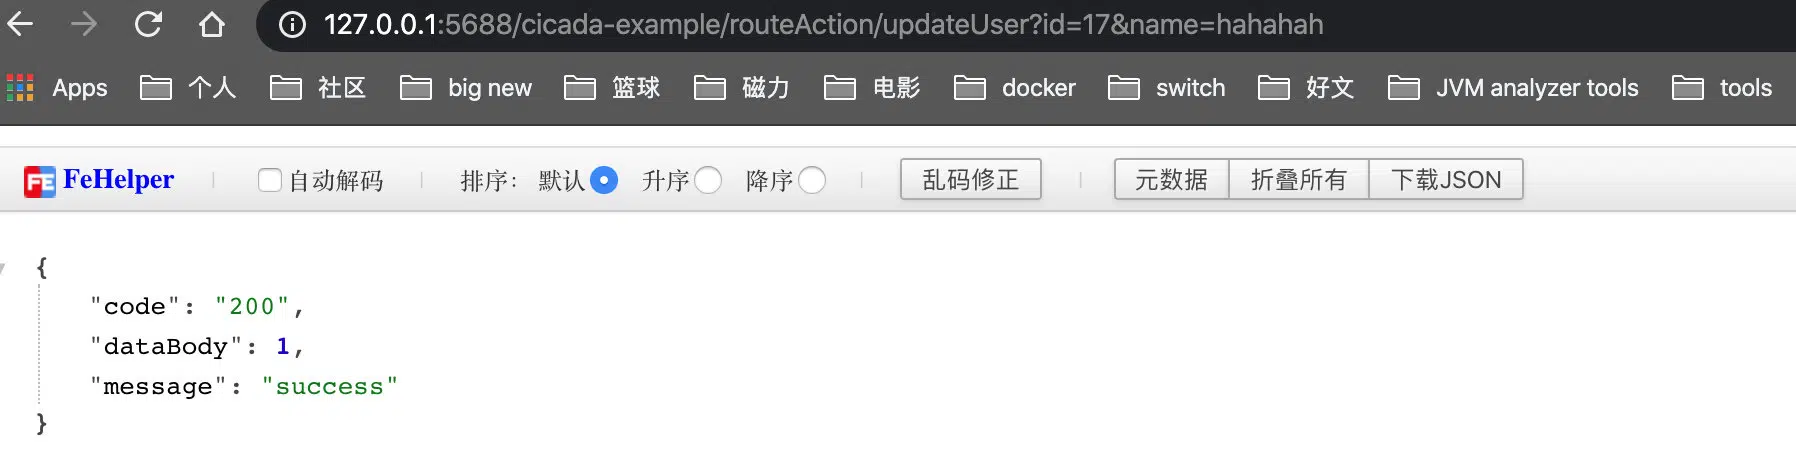 127.0.0.1:5688/cicada-example/routeAction/updateUser?id=17&name=hahahah
Apps 个人 社区 big new 篮球 磁力 电影 docker switch 好文 JVM analyzer tools tools
FE FeHelper 自动解码 排序: 默认 升序 降序 乱码修正 元数据 折叠所有 下载JSON
{
"code": "200",
"dataBody": 1,
"message": "success"
}